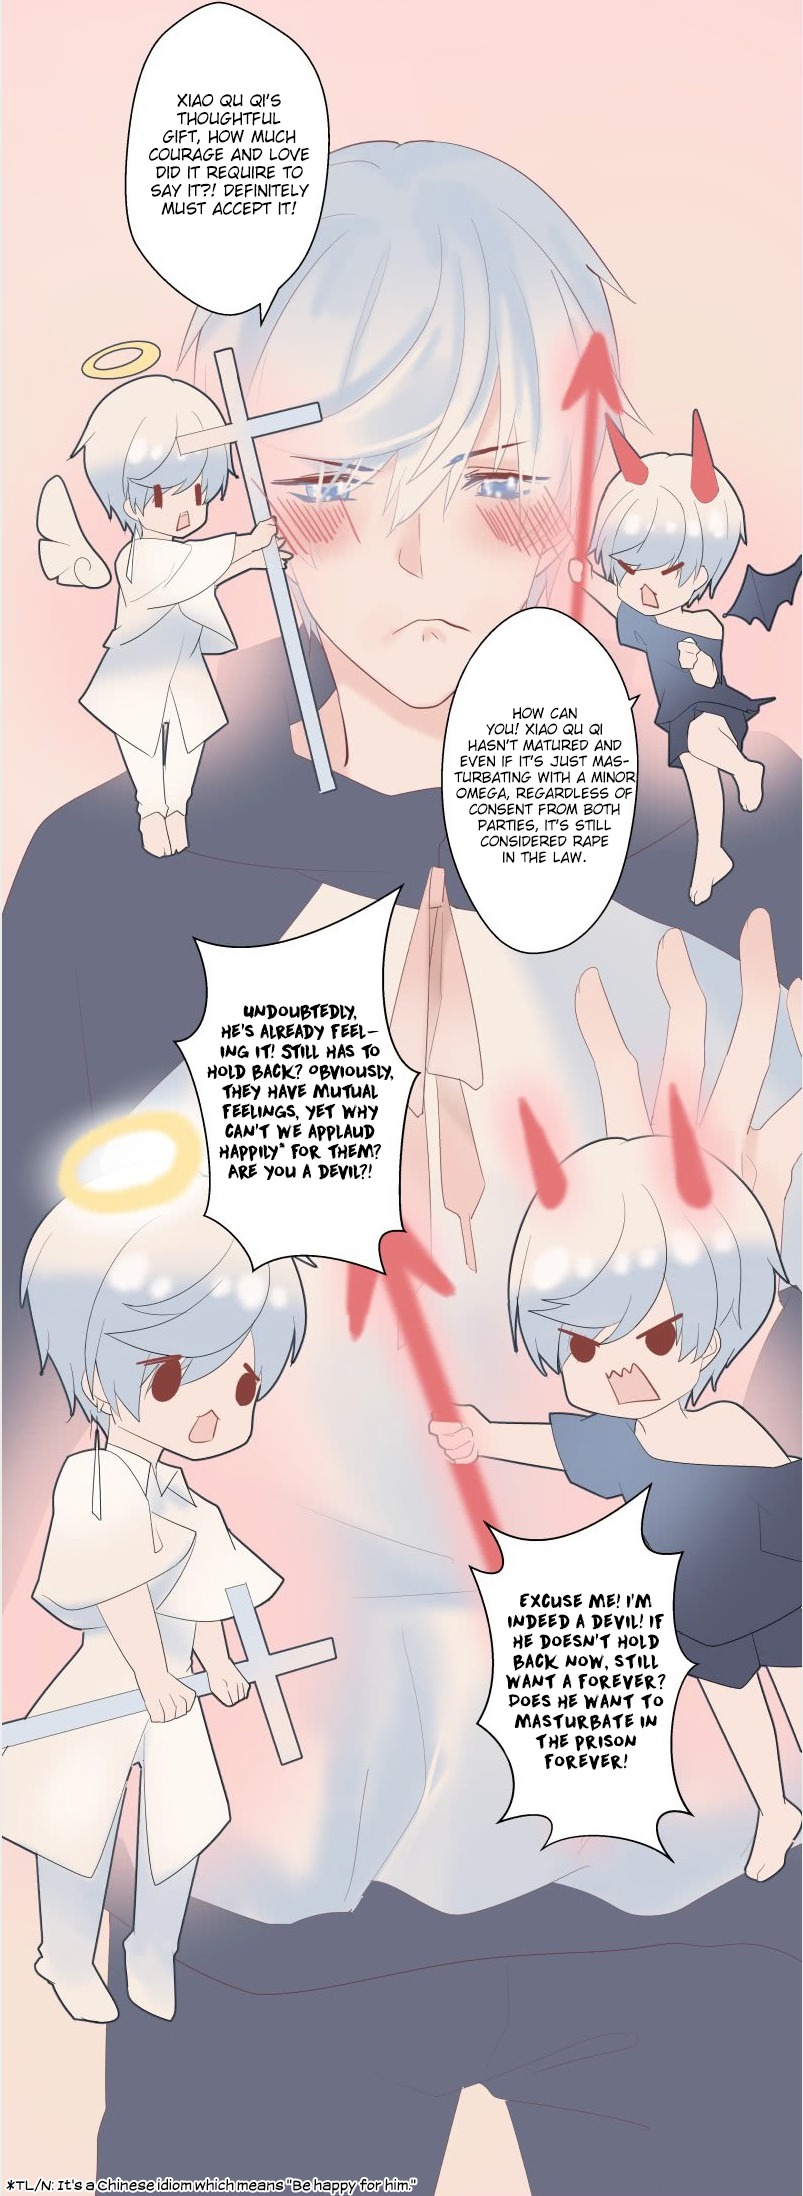 XIAO QU QI'S
THOUGHTFUL
GIFT, HOW MUCH
COURAGE AND LOVE
DID IT REQUIRE TO
SAY IT?! DEFINITELY
MUST ACCEPT IT!
HOW CAN
YOU! XIAO QU QI
HASN'T MATURED AND
EVEN IF IT'S JUST MAS-
TURBATING WITH A MINOR
OMEGA, REGARDLESS OF
CONSENT FROM BOTH
PARTIES, IT'S STILL
CONSIDERED RAPE
IN THE LAW.
UNDOUBTEDLY,
HE'S ALREADY FEEL-
ING IT! STILL HAS TO
HOLD BACK? OBVIOUSLY,
THEY HAVE MUTUAL
FEELINGS, YET WHY
CAN'T WE APPLAUD
HAPPILY* FOR THEM?
ARE YOU A DEVIL?!
EXCUSE ME! I'M
INDEED A DEVIL! IF
HE DOESN'T HOLD
BACK NOW, STILL
WANT A FOREVER?
DOES HE WANT TO
MASTURBATE IN
THE PRISON
FOREVER!
*TL/N: It's a Chinese idiom which means "Be happy for him."